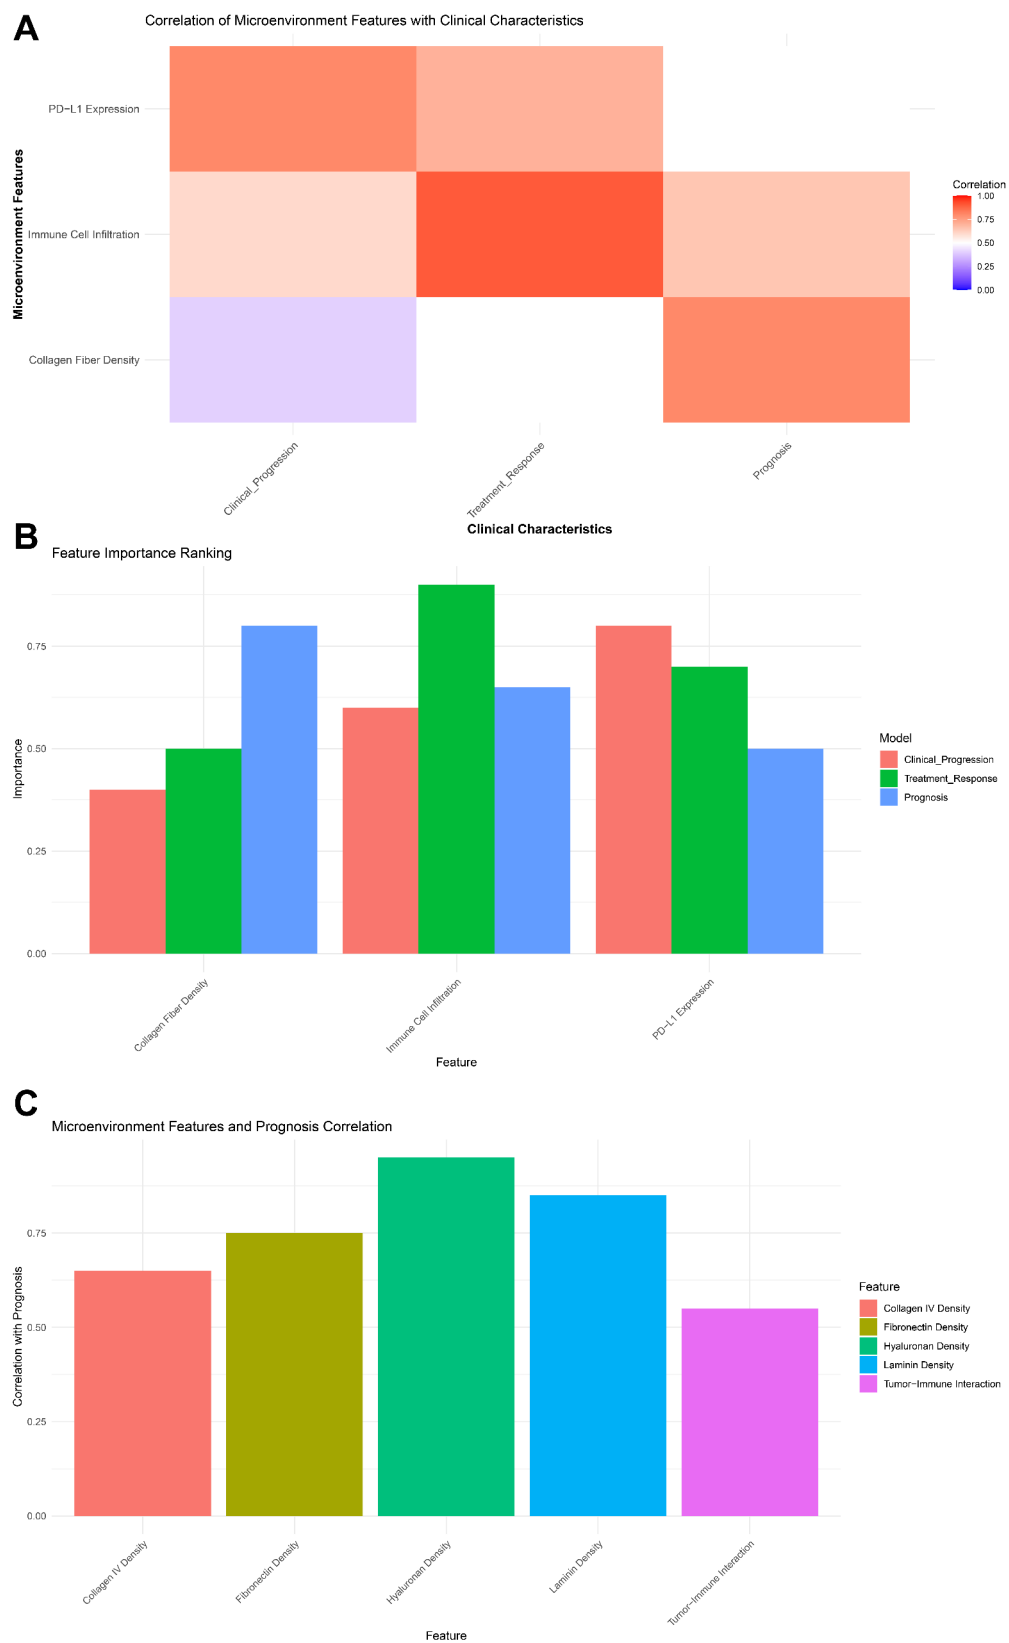 A
Correlation of Microenvironment Features with Clinical Characteristics
Microenvironment Features
PD−L1 Expression
Immune Cell Infiltration
Collagen Fiber Density
Clinical_Progression
Treatment_Response
Prognosis
Clinical Characteristics
Correlation
1.00
0.75
0.50
0.25
0.00
B
Feature Importance Ranking
Importance
0.75
0.50
0.25
0.00
Collagen Fiber Density
Immune Cell Infiltration
PD−L1 Expression
Feature
Model
Clinical_Progression
Treatment_Response
Prognosis
C
Microenvironment Features and Prognosis Correlation
Correlation with Prognosis
0.75
0.50
0.25
0.00
Collagen IV Density
Fibronectin Density
Hyaluronan Density
Laminin Density
Tumor−Immune Interaction
Feature
Feature
Collagen IV Density
Fibronectin Density
Hyaluronan Density
Laminin Density
Tumor−Immune Interaction